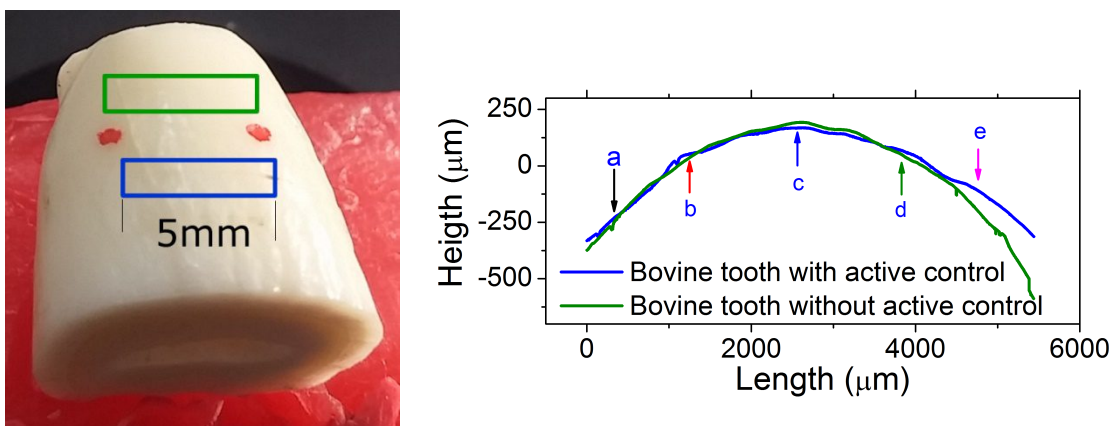 5mm
250
0
-250
-500
Heigth (μm)
a
b
c
d
e
Bovine tooth with active control
Bovine tooth without active control
0 2000 4000 6000
Length (μm)